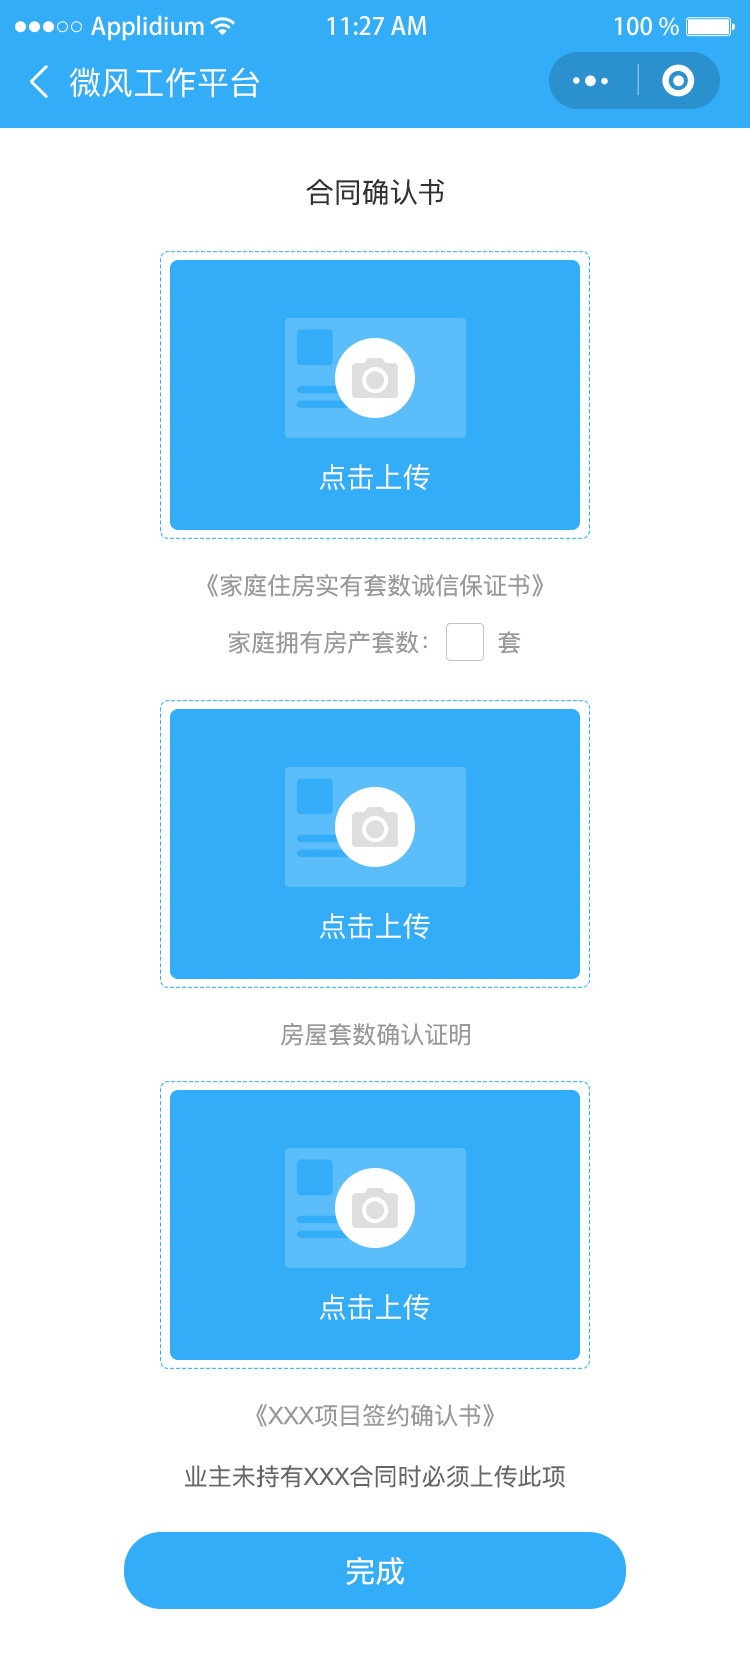 Applidium 11:27 AM 100 %
微风工作平台
合同确认书
点击上传
《家庭住房实有套数诚信保证书》
家庭拥有房产套数: 套
点击上传
房屋套数确认证明
点击上传
《XXX项目签约确认书》
业主未持有XXX合同时必须上传此项
完成